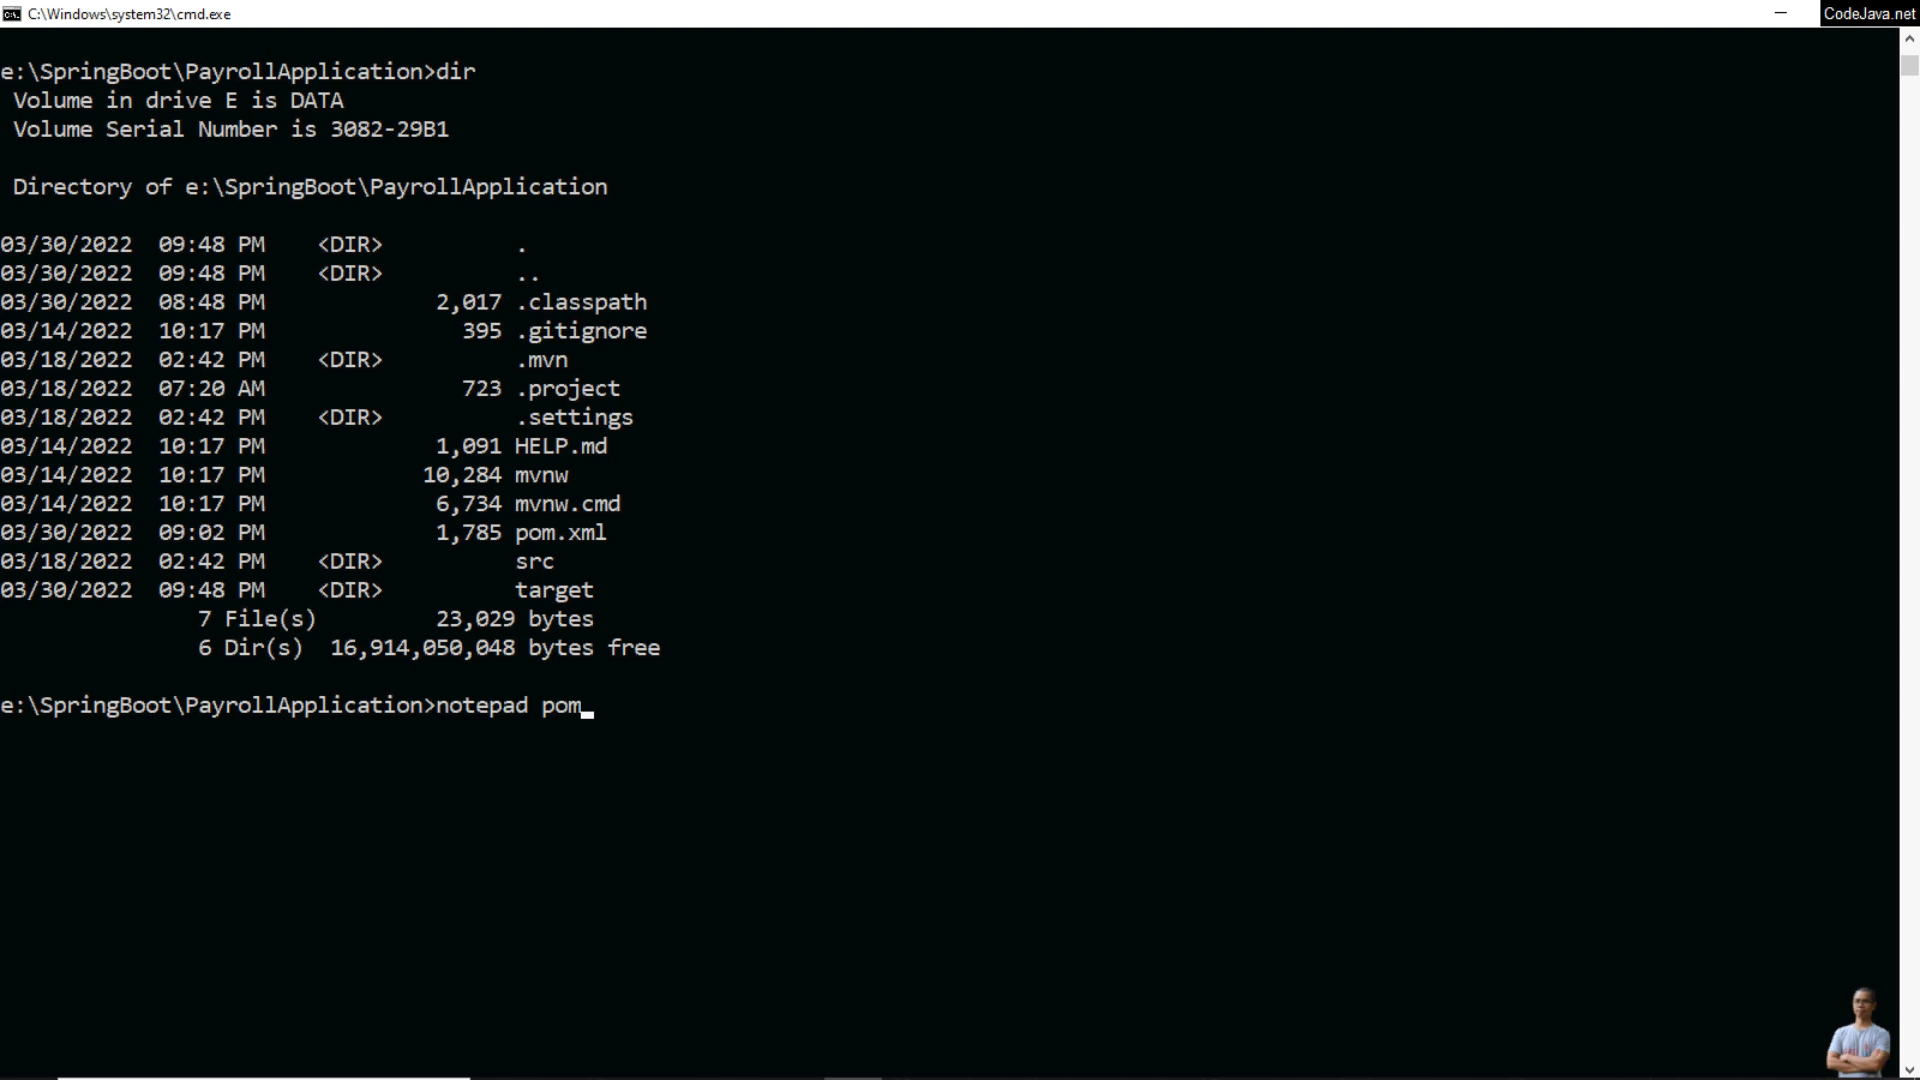 C:\Windows\system32\cmd.exe
CodeJava.net
e:\SpringBoot\PayrollApplication>dir
Volume in drive E is DATA
Volume Serial Number is 3082-29B1
Directory of e:\SpringBoot\PayrollApplication
03/30/2022  09:48 PM    <DIR>          .
03/30/2022  09:48 PM    <DIR>          ..
03/30/2022  08:48 PM             2,017 .classpath
03/14/2022  10:17 PM               395 .gitignore
03/18/2022  02:42 PM    <DIR>          .mvn
03/18/2022  07:20 AM               723 .project
03/18/2022  02:42 PM    <DIR>          .settings
03/14/2022  10:17 PM             1,091 HELP.md
03/14/2022  10:17 PM            10,284 mvnw
03/14/2022  10:17 PM             6,734 mvnw.cmd
03/30/2022  09:02 PM             1,785 pom.xml
03/18/2022  02:42 PM    <DIR>          src
03/30/2022  09:48 PM    <DIR>          target
7 File(s)         23,029 bytes
6 Dir(s)  16,914,050,048 bytes free
e:\SpringBoot\PayrollApplication>notepad pom